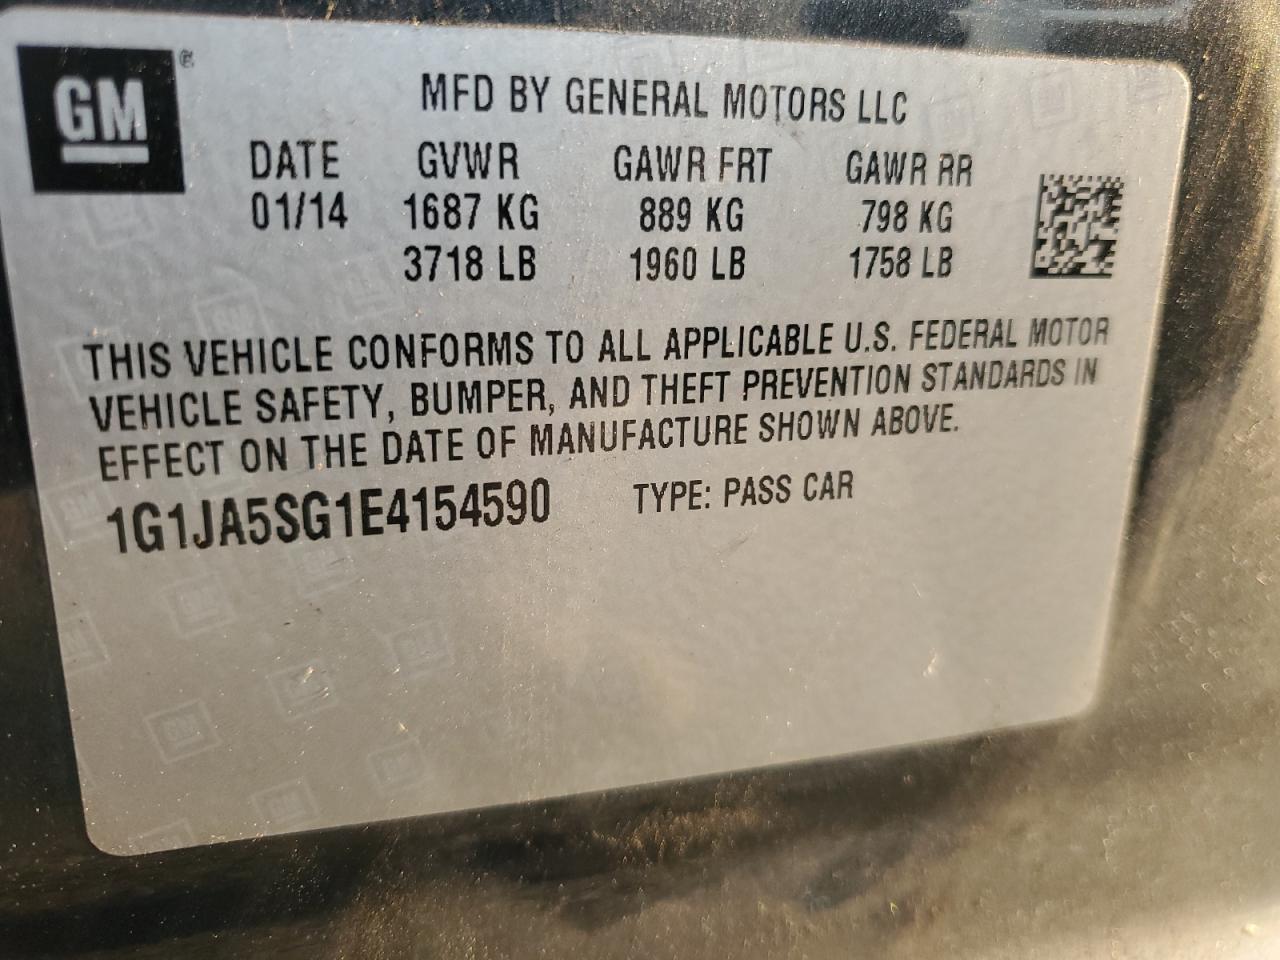 GM
MFD BY GENERAL MOTORS LLC
DATE GVWR GAWR FRT GAWR RR
01/14 1687 KG 889 KG 798 KG
3718 LB 1960 LB 1758 LB
THIS VEHICLE CONFORMS TO ALL APPLICABLE U.S. FEDERAL MOTOR
VEHICLE SAFETY, BUMPER, AND THEFT PREVENTION STANDARDS IN
EFFECT ON THE DATE OF MANUFACTURE SHOWN ABOVE.
1G1JA5SG1E4154590 TYPE: PASS CAR